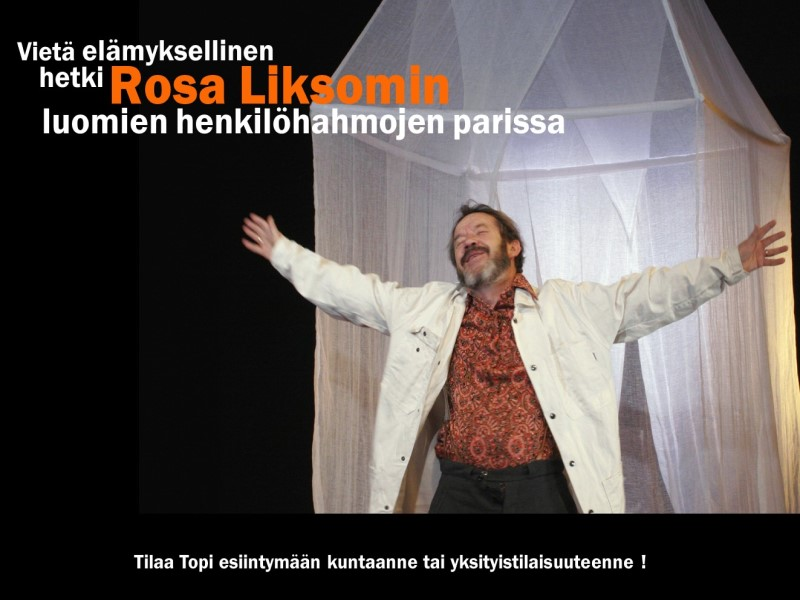 Vietä elämyksellinen
hetki Rosa Liksomin
luomien henkilöhahmojen parissa
Tilaa Topi esiintymään kuntaanne tai yksityistilaisuuteenne !